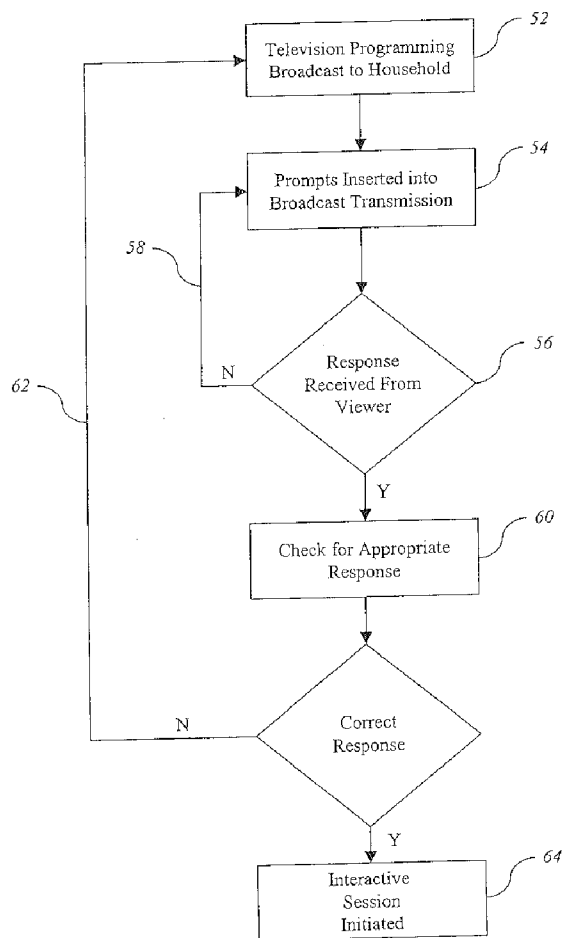 52
Television Programming
Broadcast to Household
54
Prompts Inserted into
Broadcast Transmission
58
56
Response
Received From
Viewer
N
62
Y
60
Check for Appropriate
Response
N
Correct
Response
Y
64
Interactive
Session
Initiated